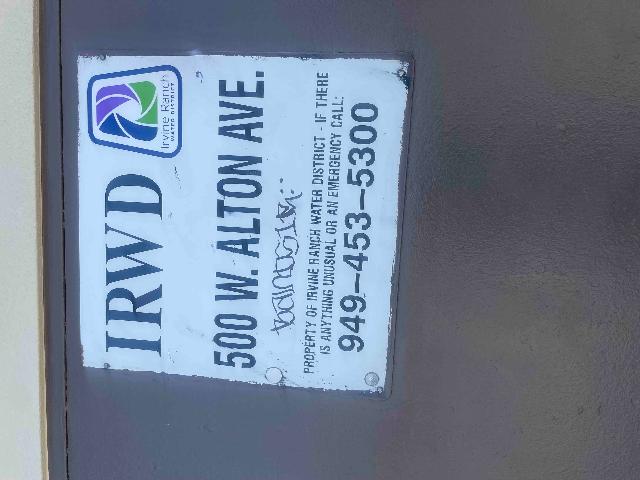 IRWD
Irvine Ranch
WATER DISTRICT
500 W. ALTON AVE.
PROPERTY OF IRVINE RANCH WATER DISTRICT - IF THERE
IS ANYTHING UNUSUAL OR AN EMERGENCY CALL:
949-453-5300